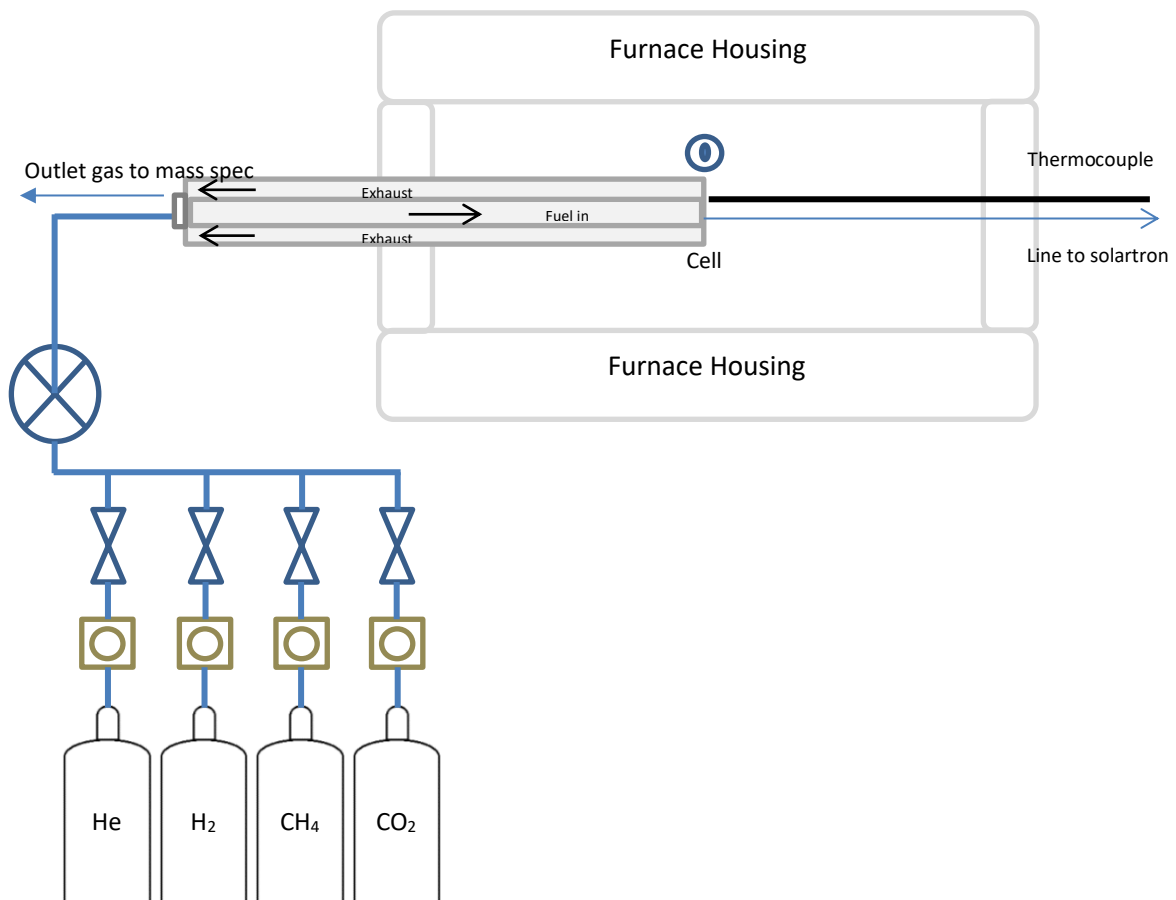 Furnace Housing
Outlet gas to mass spec
Thermocouple
Exhaust
Fuel in
Exhaust
Cell
Line to solartron
Furnace Housing
He
H₂
CH₄
CO₂